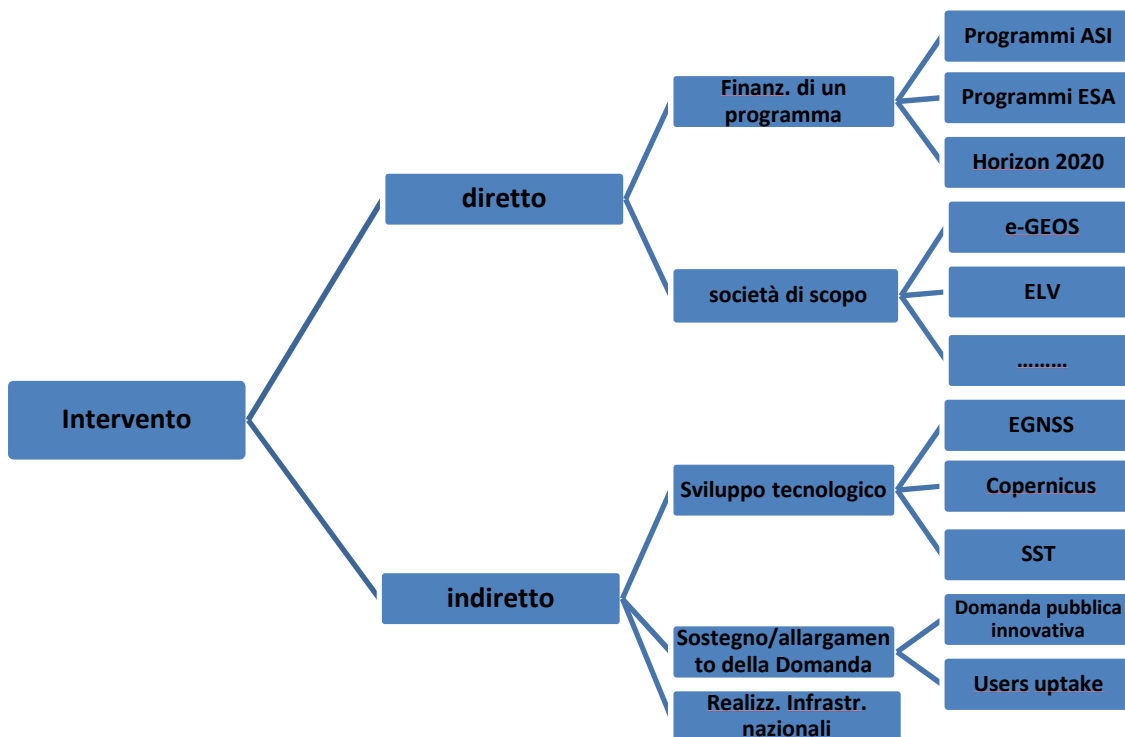 Programmi ASI
Finanz. di un
programma
Programmi ESA
Horizon 2020
diretto
e-GEOS
società di scopo
ELV
.........
Intervento
EGNSS
Sviluppo tecnologico
Copernicus
SST
indiretto
Domanda pubblica
innovativa
Sostegno/allargamen
to della Domanda
Users uptake
Realizz. Infrastr.
nazionali